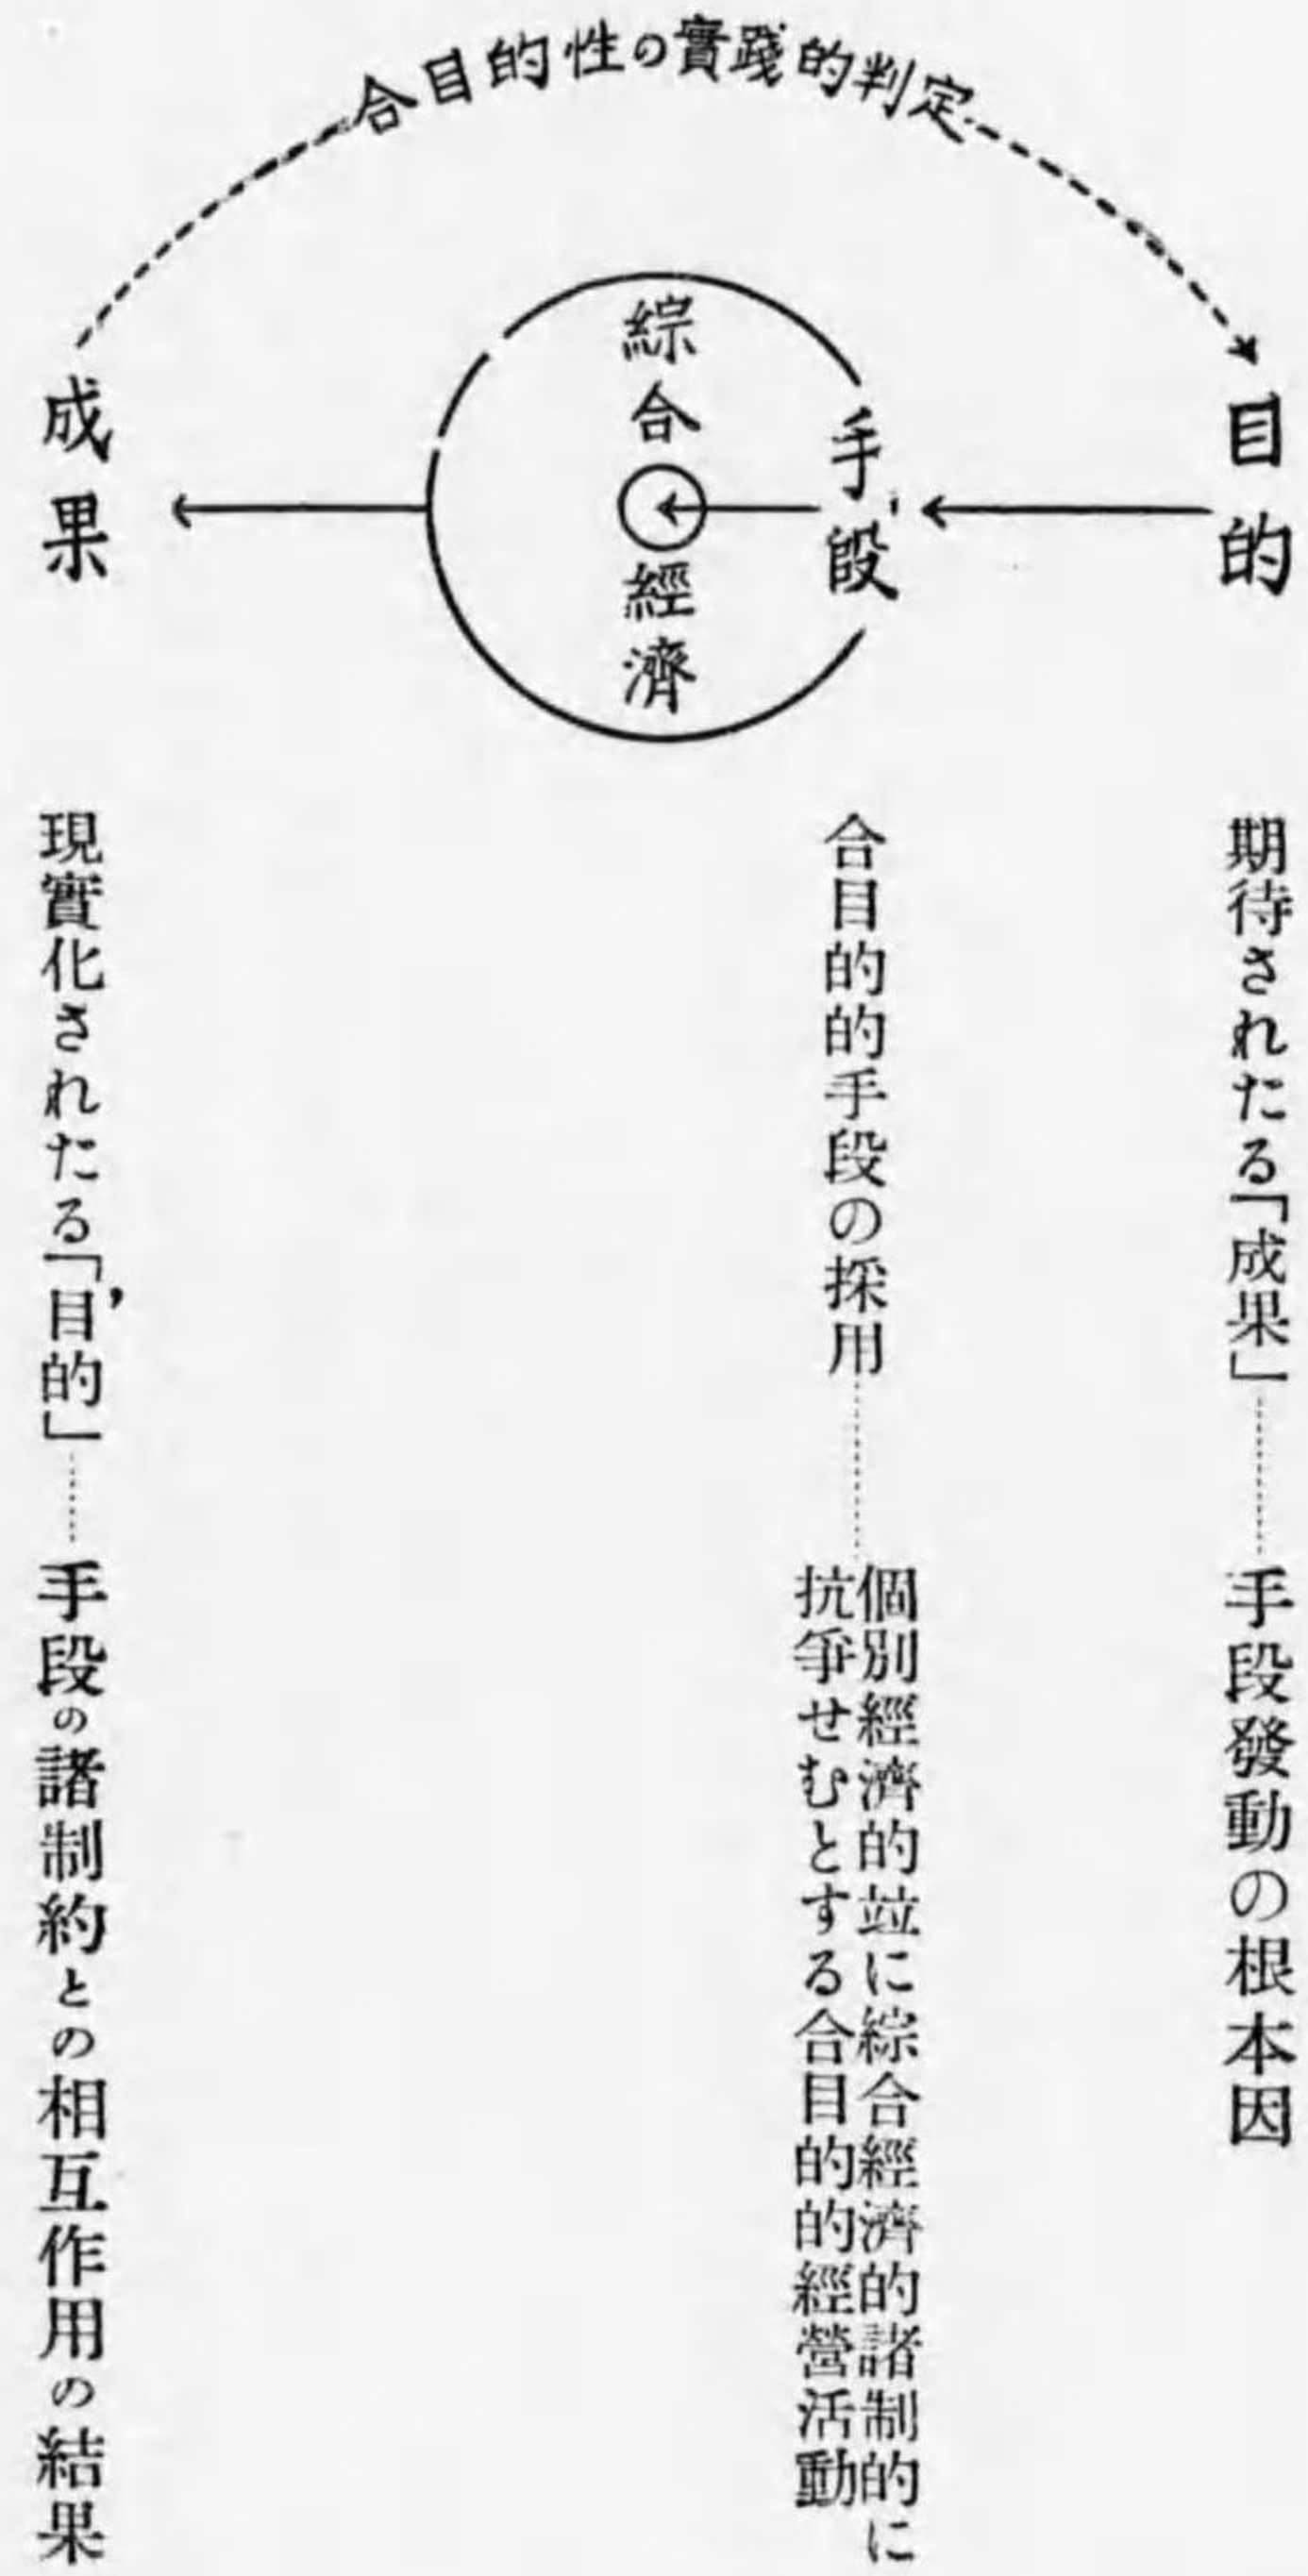 合目的性の實踐的判定
目的
手段
綜合經濟
成果
期待されたる「成果」………手段發動の根本因
合目的的手段の採用………個別經濟的竝に綜合經濟的諸制的に
抗爭せむとする合目的的經營活動
現實化されたる「目的」……手段の諸制約との相互作用の結果